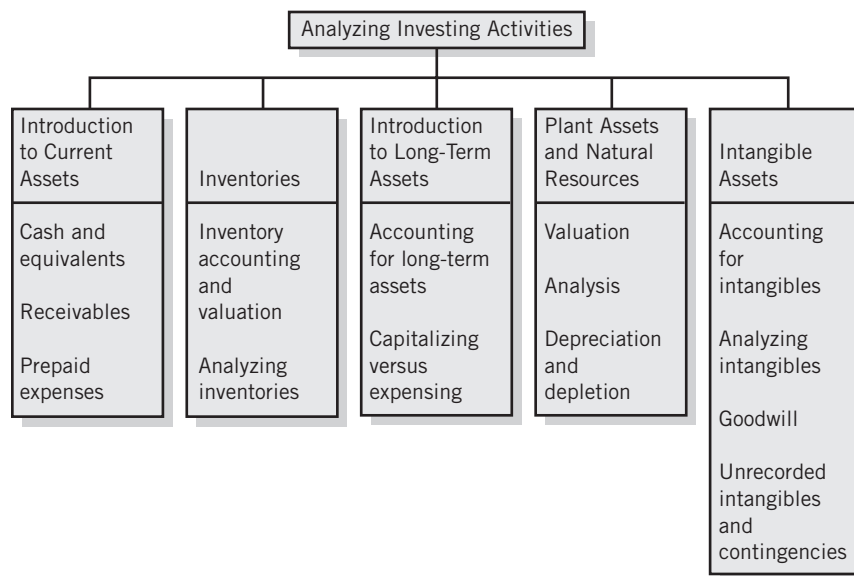 Analyzing Investing Activities
Introduction
to Current
Assets
Cash and
equivalents
Receivables
Prepaid
expenses
Inventories
Inventory
accounting
and
valuation
Analyzing
inventories
Introduction
to Long-Term
Assets
Accounting
for long-term
assets
Capitalizing
versus
expensing
Plant Assets
and Natural
Resources
Valuation
Analysis
Depreciation
and
depletion
Intangible
Assets
Accounting
for
intangibles
Analyzing
intangibles
Goodwill
Unrecorded
intangibles
and
contingencies